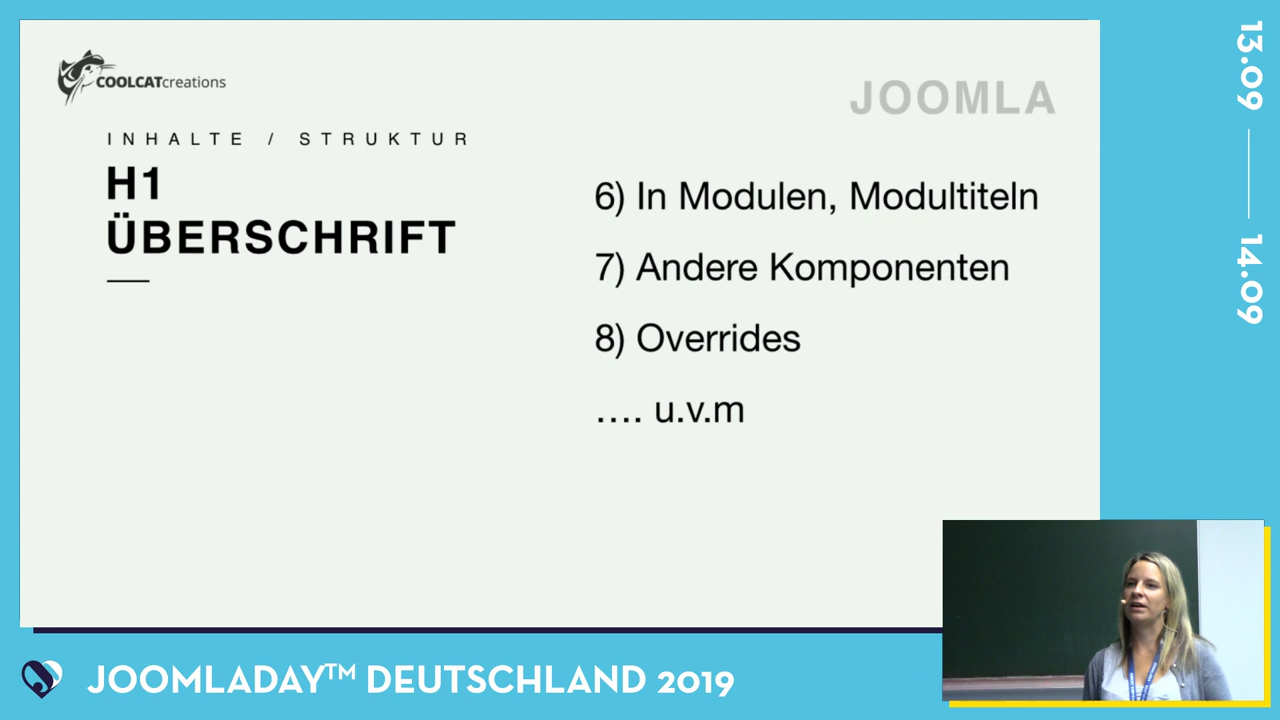 COOLCATcreations
JOOMLA
INHALTE / STRUKTUR
H1
ÜBERSCHRIFT
6) In Modulen, Modultiteln
7) Andere Komponenten
8) Overrides
.... u.v.m
13.09
14.09
JOOMLADAY™ DEUTSCHLAND 2019